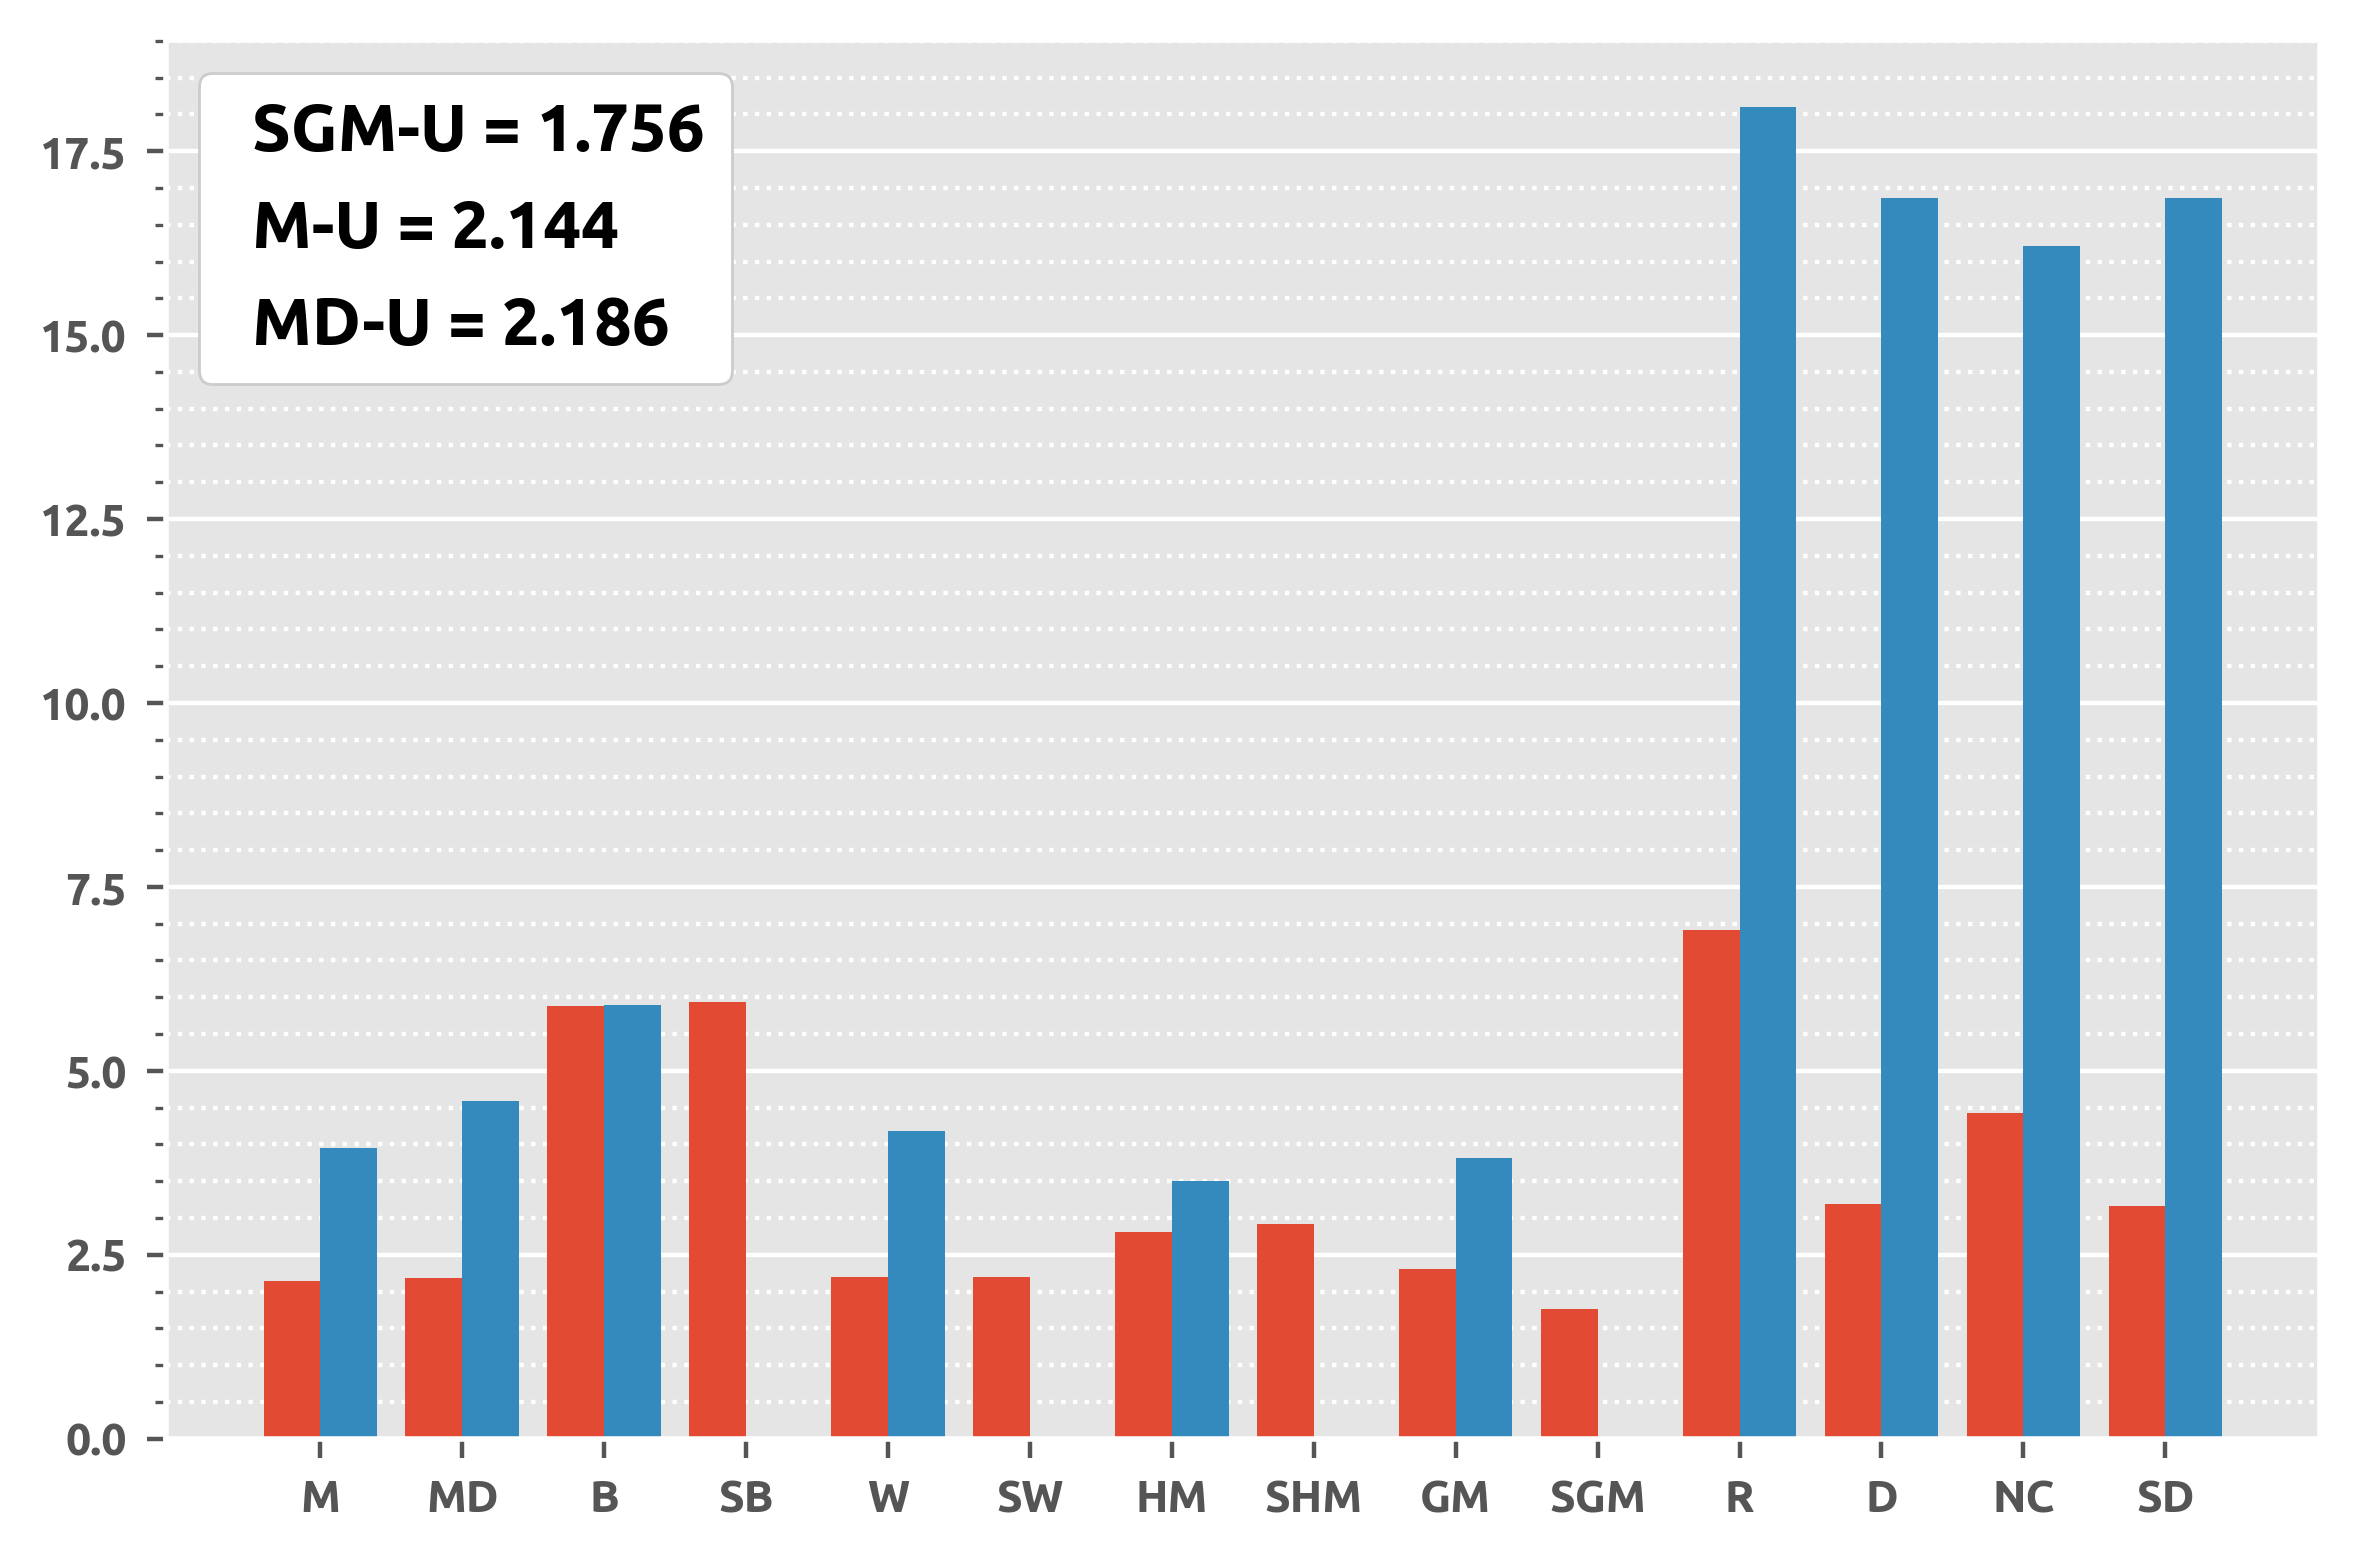 SGM-U = 1.756
M-U = 2.144
MD-U = 2.186
17.5
15.0
12.5
10.0
7.5
5.0
2.5
0.0
M MD B SB W SW HM SHM GM SGM R D NC SD